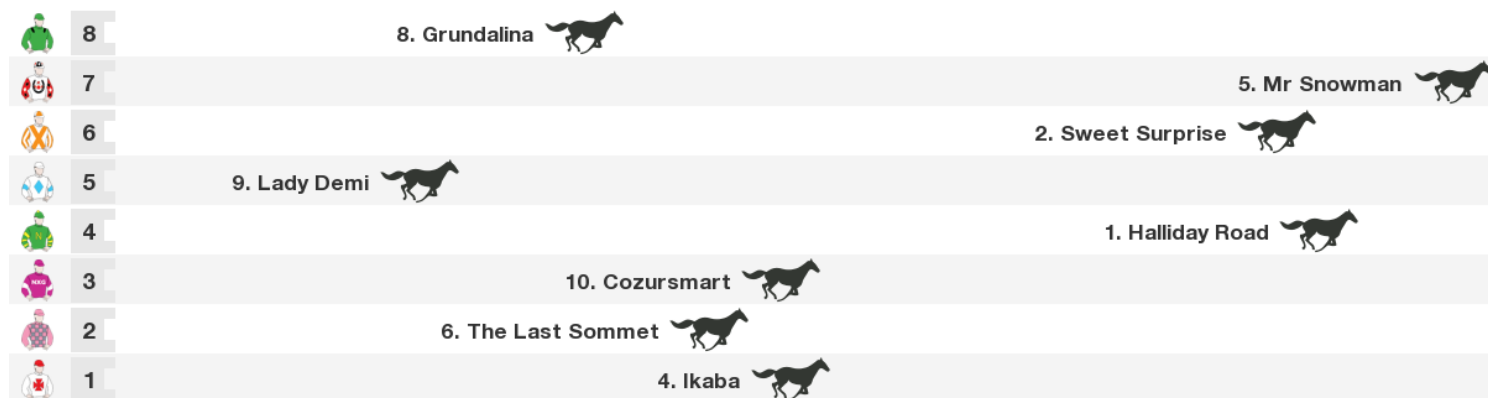 8 8. Grundalina
7 5. Mr Snowman
6 2. Sweet Surprise
5 9. Lady Demi
N 4 1. Halliday Road
NXG 3 10. Cozursmart
2 6. The Last Sommet
1 4. Ikaba